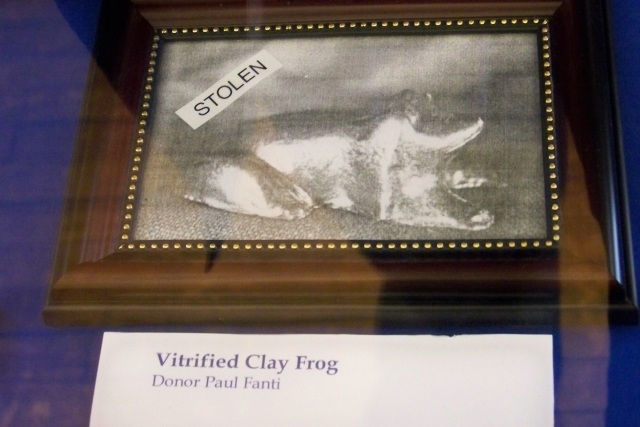 STOLEN
Vitrified Clay Frog
Donor Paul Fanti